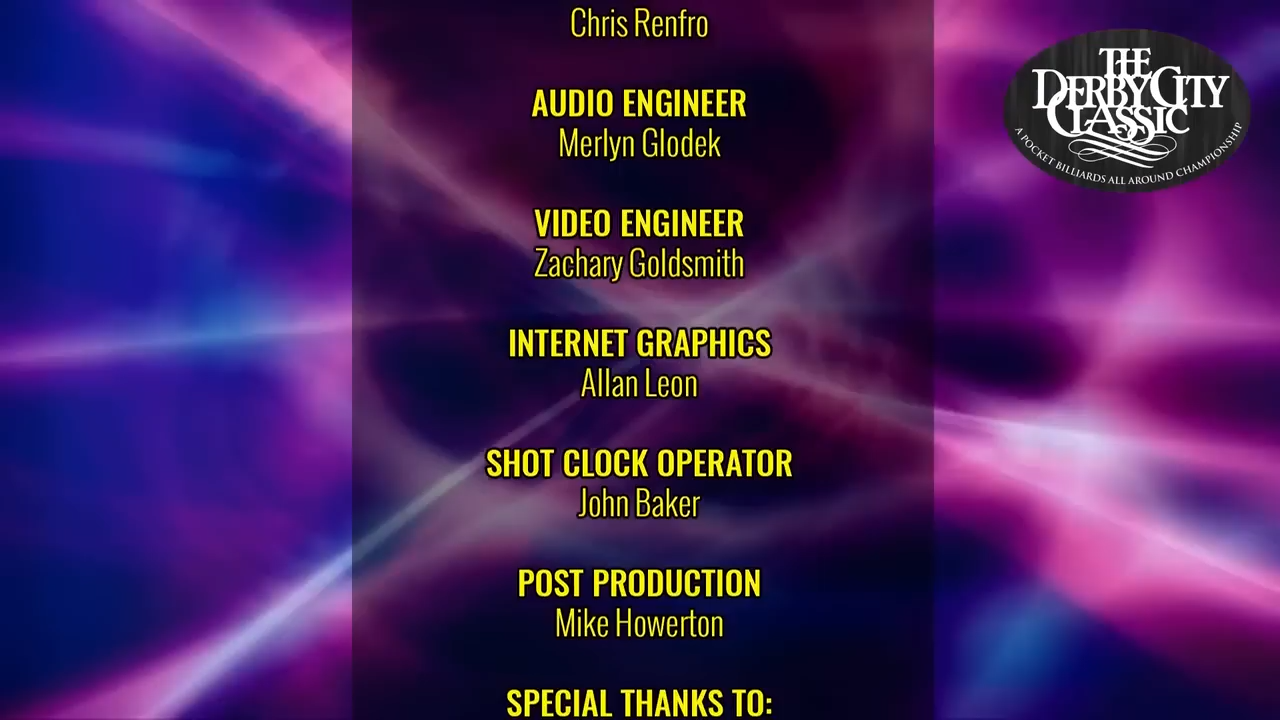 Chris Renfro
AUDIO ENGINEER
Merlyn Glodek
VIDEO ENGINEER
Zachary Goldsmith
INTERNET GRAPHICS
Allan Leon
SHOT CLOCK OPERATOR
John Baker
POST PRODUCTION
Mike Howerton
SPECIAL THANKS TO:
THE
DERBY CITY
CLASSIC
A POCKET BILLIARDS ALL AROUND CHAMPIONSHIP